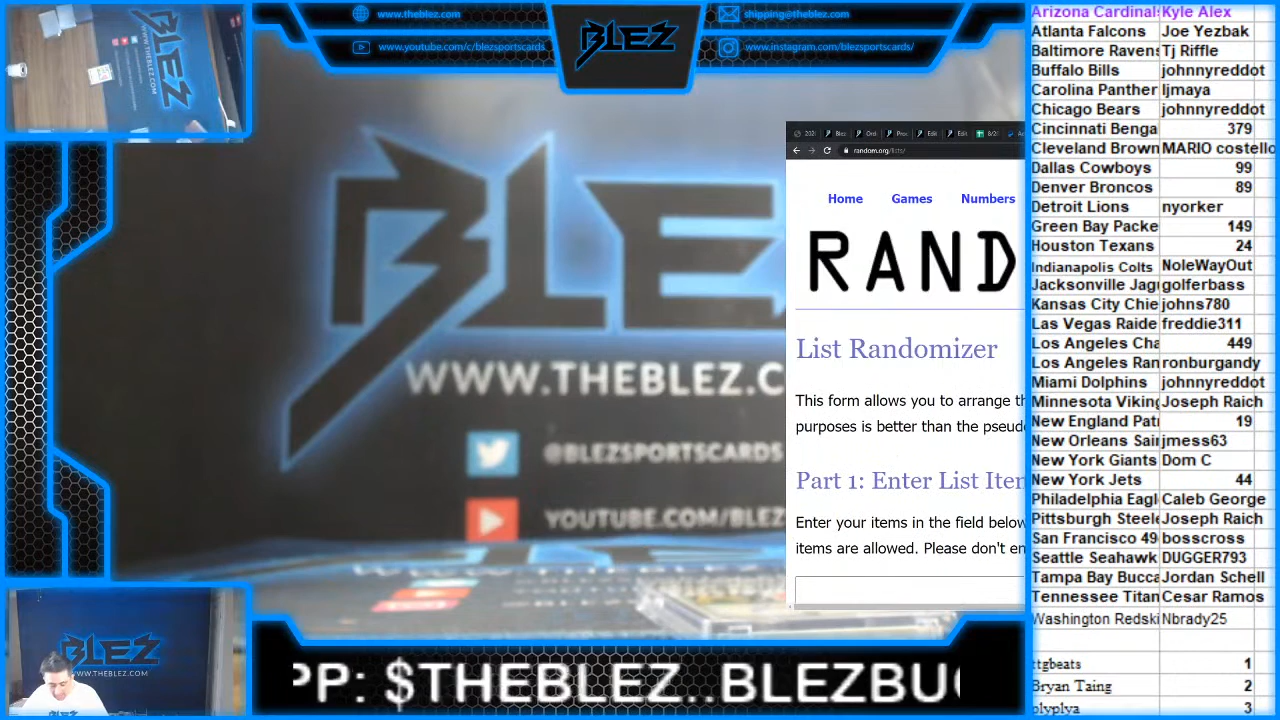 www.theblez.com
shipping@theblez.com
www.youtube.com/c/blezsportscards
www.instagram.com/blezsportscards/
BLEZ
WWW.THEBLEZ.C
@BLEZSPORTSCARDS
YOUTUBE.COM/BLEZ
random.org/lists/
Home Games Numbers
RAND
List Randomizer
This form allows you to arrange th
purposes is better than the pseudo
Part 1: Enter List Iten
Enter your items in the field below
items are allowed. Please don't en
Arizona Cardinals Kyle Alex
Atlanta Falcons Joe Yezbak
Baltimore Ravens Tj Riffle
Buffalo Bills johnnyreddot
Carolina Panther ljmaya
Chicago Bears johnnyreddot
Cincinnati Benga 379
Cleveland Brown MARIO costello
Dallas Cowboys 99
Denver Broncos 89
Detroit Lions nyorker
Green Bay Packe 149
Houston Texans 24
Indianapolis Colts NoleWayOut
Jacksonville Jagu golferbass
Kansas City Chie johns780
Las Vegas Raide freddie311
Los Angeles Cha 449
Los Angeles Ran ronburgandy
Miami Dolphins johnnyreddot
Minnesota Viking Joseph Raich
New England Patr 19
New Orleans Sain jmess63
New York Giants Dom C
New York Jets 44
Philadelphia Eagl Caleb George
Pittsburgh Steele Joseph Raich
San Francisco 49 bosscross
Seattle Seahawk DUGGER793
Tampa Bay Bucca Jordan Schell
Tennessee Titan Cesar Ramos
Washington Redski Nbrady25
ttgbeats 1
Bryan Taing 2
plyplya 3
PP: $THEBLEZ..BLEZBU
BLEZ
WWW.THEBLEZ.COM